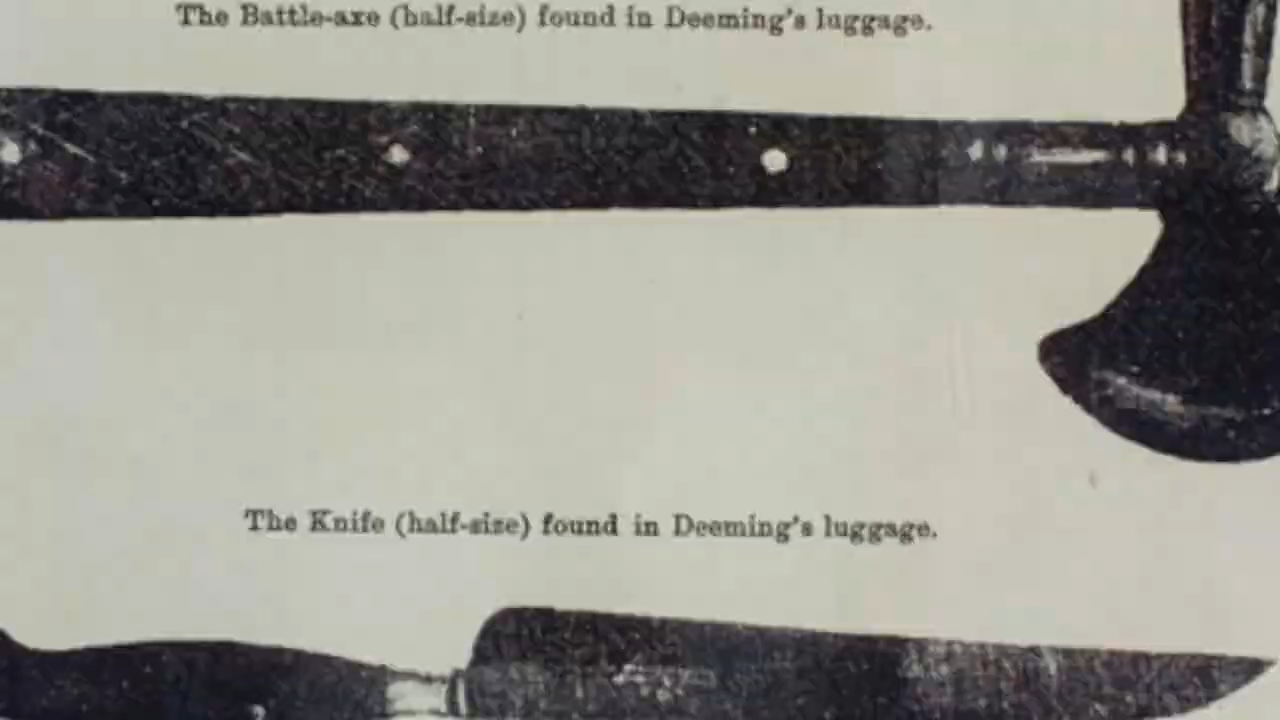 The Battle-axe (half-size) found in Deeming's luggage.
The Knife (half-size) found in Deeming's luggage.